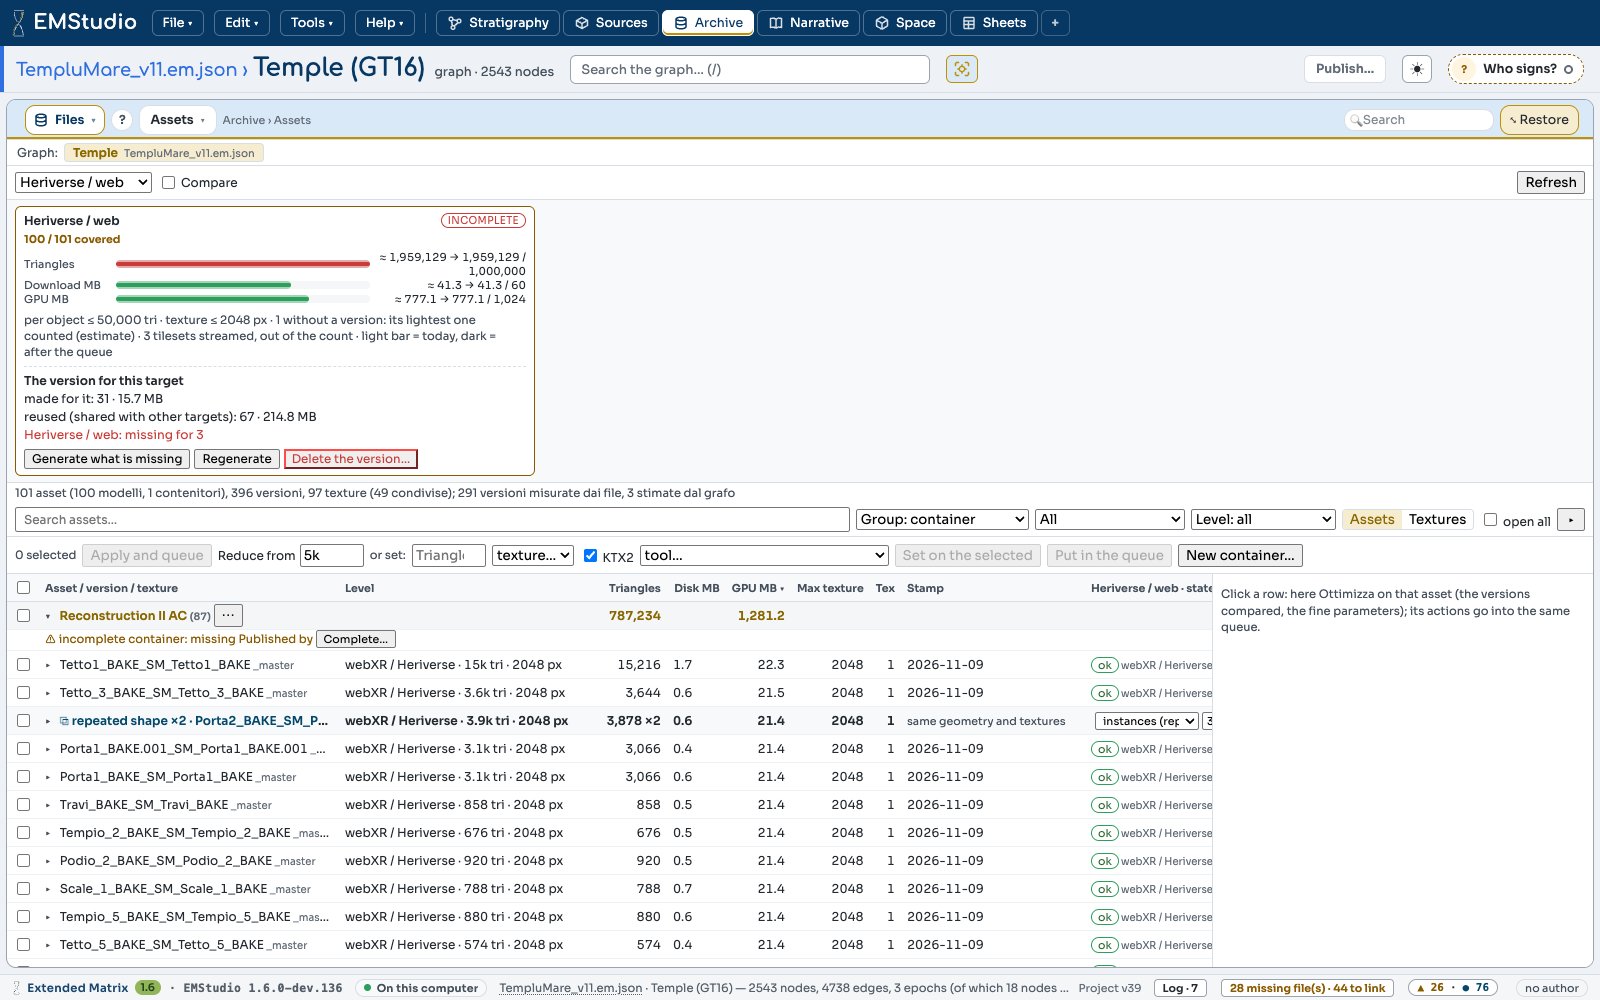 EMStudio File ▾ Edit ▾ Tools ▾ Help ▾ Stratigraphy Sources Archive Narrative Space Sheets +
TempluMare_v11.em.json › Temple (GT16) graph · 2543 nodes Search the graph... (/) Publish... ? Who signs?
Files ▾ ? Assets ▾ Archive › Assets Search Restore
Graph: Temple TempluMare_v11.em.json
Heriverse / web Compare Refresh
Heriverse / web INCOMPLETE
100 / 101 covered
Triangles ≈ 1,959,129 → 1,959,129 /
1,000,000
Download MB ≈ 41.3 → 41.3 / 60
GPU MB ≈ 777.1 → 777.1 / 1,024
per object ≤ 50,000 tri · texture ≤ 2048 px · 1 without a version: its lightest one
counted (estimate) · 3 tilesets streamed, out of the count · light bar = today, dark =
after the queue
The version for this target
made for it: 31 · 15.7 MB
reused (shared with other targets): 67 · 214.8 MB
Heriverse / web: missing for 3
Generate what is missing Regenerate Delete the version...
101 asset (100 modelli, 1 contenitori), 396 versioni, 97 texture (49 condivise); 291 versioni misurate dai file, 3 stimate dal grafo
Search assets... Group: container All Level: all Assets Textures open all ▸
0 selected Apply and queue Reduce from 5k or set: Triangl texture... KTX2 tool... Set on the selected Put in the queue New container...
Asset / version / texture Level Triangles Disk MB GPU MB ▾ Max texture Tex Stamp Heriverse / web · state
▾ Reconstruction II AC (87) ... 787,234 1,281.2
⚠ incomplete container: missing Published by Complete...
▸ Tetto1_BAKE_SM_Tetto1_BAKE _master webXR / Heriverse · 15k tri · 2048 px 15,216 1.7 22.3 2048 1 2026-11-09 ok webXR / Heriverse
▸ Tetto_3_BAKE_SM_Tetto_3_BAKE _master webXR / Heriverse · 3.6k tri · 2048 px 3,644 0.6 21.5 2048 1 2026-11-09 ok webXR / Heriverse
▸ repeated shape ×2 · Porta2_BAKE_SM_P... webXR / Heriverse · 3.9k tri · 2048 px 3,878 ×2 0.6 21.4 2048 1 same geometry and textures instances (rep 3
▸ Porta1_BAKE.001_SM_Porta1_BAKE.001 _... webXR / Heriverse · 3.1k tri · 2048 px 3,066 0.4 21.4 2048 1 2026-11-09 ok webXR / Heriverse
▸ Porta1_BAKE_SM_Porta1_BAKE _master webXR / Heriverse · 3.1k tri · 2048 px 3,066 0.6 21.4 2048 1 2026-11-09 ok webXR / Heriverse
▸ Travi_BAKE_SM_Travi_BAKE _master webXR / Heriverse · 858 tri · 2048 px 858 0.5 21.4 2048 1 2026-11-09 ok webXR / Heriverse
▸ Tempio_2_BAKE_SM_Tempio_2_BAKE _mas... webXR / Heriverse · 676 tri · 2048 px 676 0.5 21.4 2048 1 2026-11-09 ok webXR / Heriverse
▸ Podio_2_BAKE_SM_Podio_2_BAKE _master webXR / Heriverse · 920 tri · 2048 px 920 0.5 21.4 2048 1 2026-11-09 ok webXR / Heriverse
▸ Scale_1_BAKE_SM_Scale_1_BAKE _master webXR / Heriverse · 788 tri · 2048 px 788 0.7 21.4 2048 1 2026-11-09 ok webXR / Heriverse
▸ Tempio_5_BAKE_SM_Tempio_5_BAKE _mas... webXR / Heriverse · 880 tri · 2048 px 880 0.6 21.4 2048 1 2026-11-09 ok webXR / Heriverse
▸ Tetto_5_BAKE_SM_Tetto_5_BAKE _master webXR / Heriverse · 574 tri · 2048 px 574 0.4 21.4 2048 1 2026-11-09 ok webXR / Heriverse
Click a row: here Ottimizza on that asset (the versions
compared, the fine parameters); its actions go into the same
queue.
Extended Matrix 1.6 · EMStudio 1.6.0-dev.136 On this computer TempluMare_v11.em.json · Temple (GT16) — 2543 nodes, 4738 edges, 3 epochs (of which 18 nodes ... Project v39 Log · 7 28 missing file(s) · 44 to link ▲ 26 · ● 76 no author